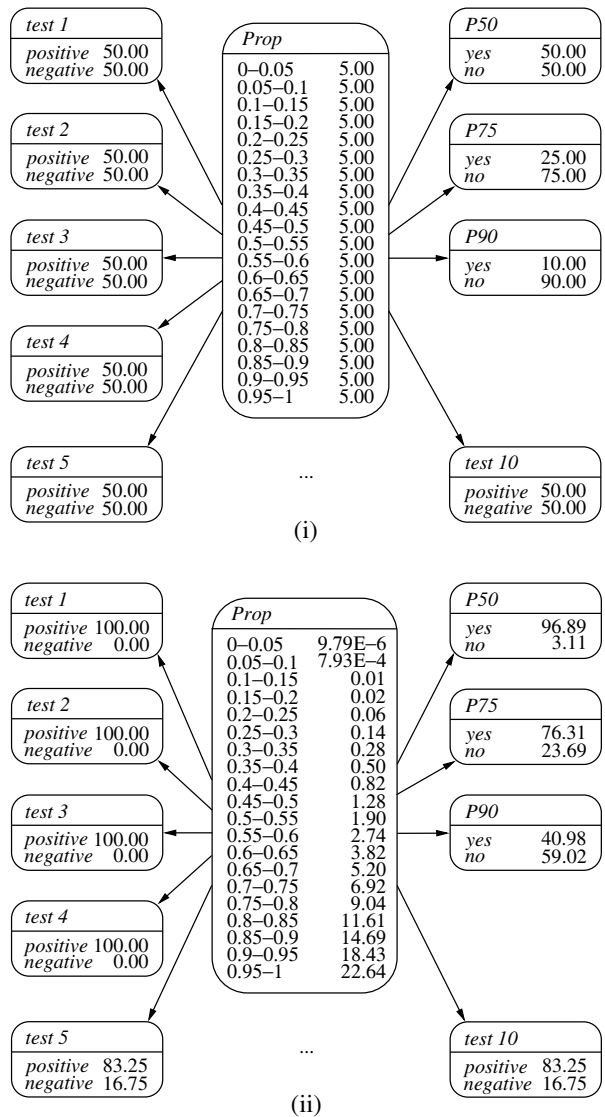 test 1
positive 50.00
negative 50.00
test 2
positive 50.00
negative 50.00
test 3
positive 50.00
negative 50.00
test 4
positive 50.00
negative 50.00
test 5
positive 50.00
negative 50.00
Prop
0–0.05 5.00
0.05–0.1 5.00
0.1–0.15 5.00
0.15–0.2 5.00
0.2–0.25 5.00
0.25–0.3 5.00
0.3–0.35 5.00
0.35–0.4 5.00
0.4–0.45 5.00
0.45–0.5 5.00
0.5–0.55 5.00
0.55–0.6 5.00
0.6–0.65 5.00
0.65–0.7 5.00
0.7–0.75 5.00
0.75–0.8 5.00
0.8–0.85 5.00
0.85–0.9 5.00
0.9–0.95 5.00
0.95–1 5.00
...
P50
yes 50.00
no 50.00
P75
yes 25.00
no 75.00
P90
yes 10.00
no 90.00
test 10
positive 50.00
negative 50.00
(i)
test 1
positive 100.00
negative 0.00
test 2
positive 100.00
negative 0.00
test 3
positive 100.00
negative 0.00
test 4
positive 100.00
negative 0.00
test 5
positive 83.25
negative 16.75
Prop
0–0.05 9.79E–6
0.05–0.1 7.93E–4
0.1–0.15 0.01
0.15–0.2 0.02
0.2–0.25 0.06
0.25–0.3 0.14
0.3–0.35 0.28
0.35–0.4 0.50
0.4–0.45 0.82
0.45–0.5 1.28
0.5–0.55 1.90
0.55–0.6 2.74
0.6–0.65 3.82
0.65–0.7 5.20
0.7–0.75 6.92
0.75–0.8 9.04
0.8–0.85 11.61
0.85–0.9 14.69
0.9–0.95 18.43
0.95–1 22.64
...
P50
yes 96.89
no 3.11
P75
yes 76.31
no 23.69
P90
yes 40.98
no 59.02
test 10
positive 83.25
negative 16.75
(ii)